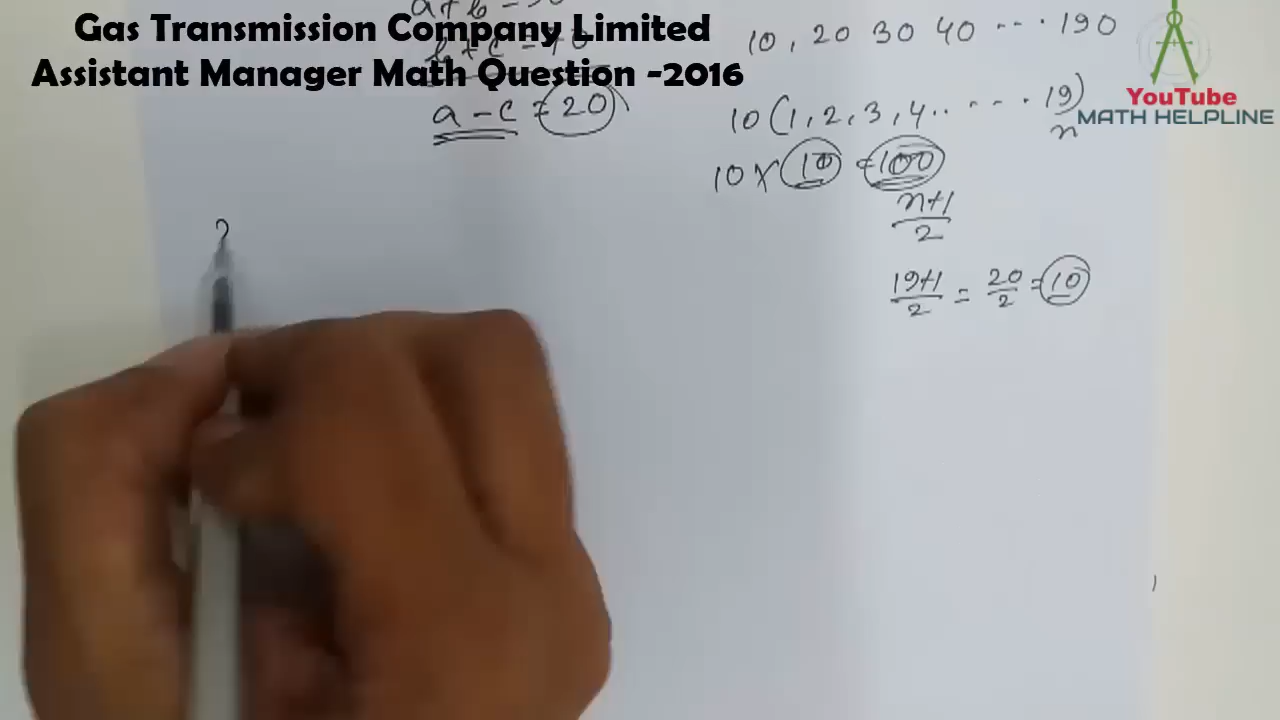 Gas Transmission Company Limited
Assistant Manager Math Question -2016
a - c = 20
10, 20 30 40 --- . 190
10 (1, 2, 3, 4.. - - - . 19)
n
10 × 10 = 100
n+1
2
19+1 = 20 = 10
2 2
2
YouTube
MATH HELPLINE